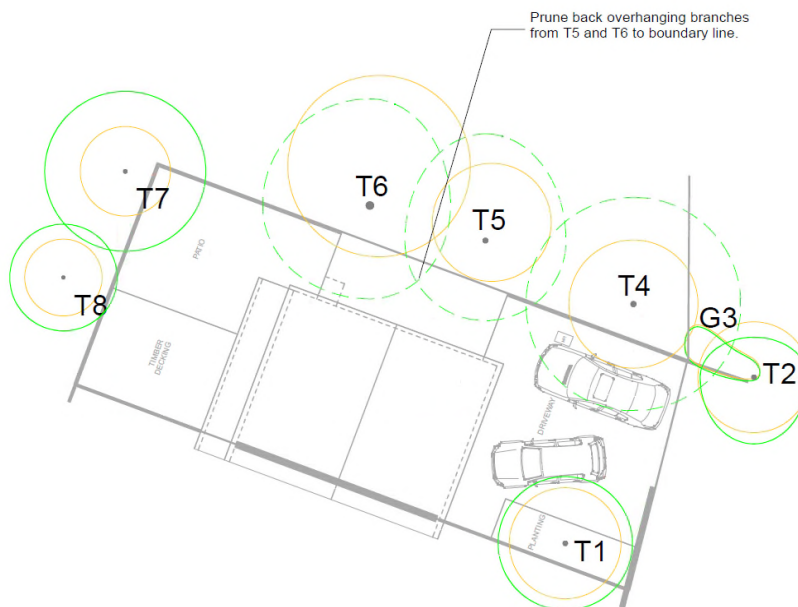 Prune back overhanging branches
from T5 and T6 to boundary line.
T7
T6
T5
T8
T4
G3
T2
PATIO
TIMBER
DECKING
DRIVEWAY
PLANTING
T1